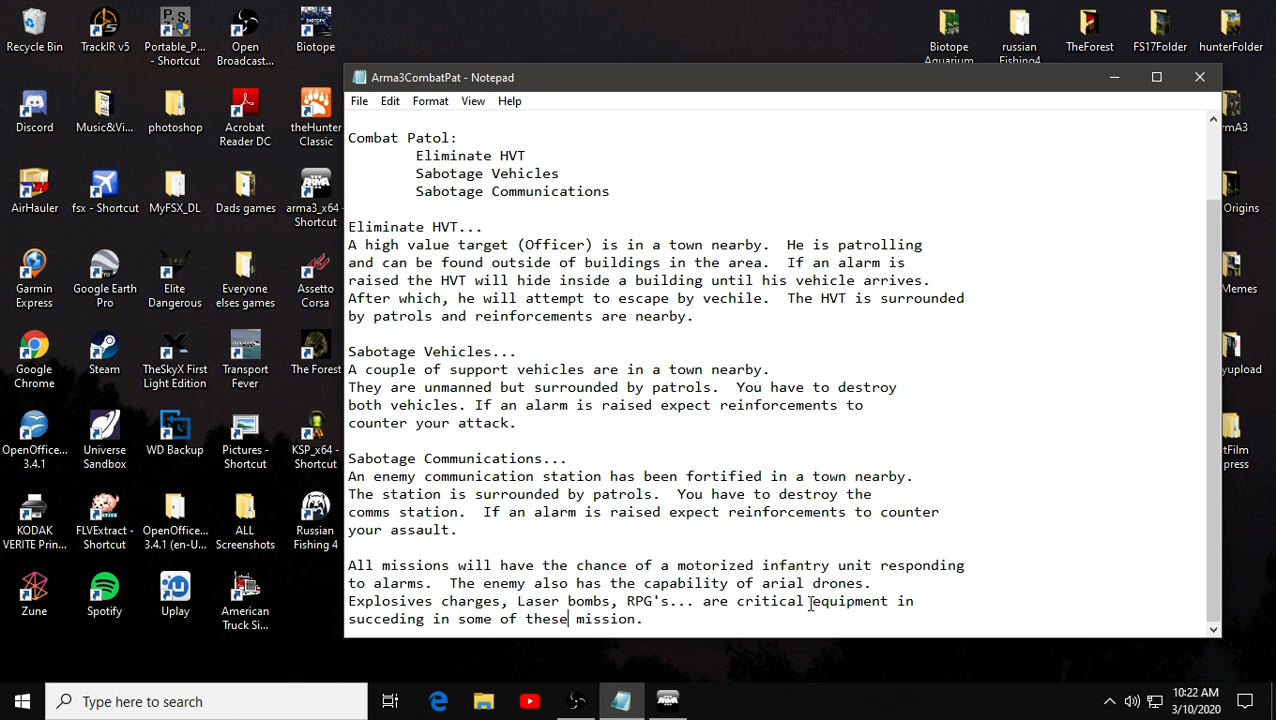 Recycle Bin
TrackIR v5
Portable_P...
- Shortcut
Open
Broadcast...
Biotope
Biotope
Aquarium
russian
Fishing4
TheForest
FS17Folder
hunterFolder
Discord
Music&Vi...
photoshop
Acrobat
Reader DC
theHunter
Classic
AirHauler
fsx - Shortcut
MyFSX_DL
Dads games
arma3_x64 -
Shortcut
Garmin
Express
Google Earth
Pro
Elite
Dangerous
Everyone
elses games
Assetto
Corsa
Google
Chrome
Steam
TheSkyX First
Light Edition
Transport
Fever
The Forest
OpenOffice...
3.4.1
Universe
Sandbox
WD Backup
Pictures -
Shortcut
KSP_x64 -
Shortcut
KODAK
VERITE Prin...
FLVExtract -
Shortcut
OpenOffice...
3.4.1 (en-U...
ALL
Screenshots
Russian
Fishing 4
Zune
Spotify
Uplay
American
Truck Si...
Arma3CombatPat - Notepad
File Edit Format View Help
Combat Patol:
Eliminate HVT
Sabotage Vehicles
Sabotage Communications
Eliminate HVT...
A high value target (Officer) is in a town nearby.  He is patrolling
and can be found outside of buildings in the area.  If an alarm is
raised the HVT will hide inside a building until his vehicle arrives.
After which, he will attempt to escape by vechile.  The HVT is surrounded
by patrols and reinforcements are nearby.
Sabotage Vehicles...
A couple of support vehicles are in a town nearby.
They are unmanned but surrounded by patrols.  You have to destroy
both vehicles. If an alarm is raised expect reinforcements to
counter your attack.
Sabotage Communications...
An enemy communication station has been fortified in a town nearby.
The station is surrounded by patrols.  You have to destroy the
comms station.  If an alarm is raised expect reinforcements to counter
your assault.
All missions will have the chance of a motorized infantry unit responding
to alarms.  The enemy also has the capability of arial drones.
Explosives charges, Laser bombs, RPG's... are critical equipment in
succeding in some of these mission.
rmA3
Origins
Memes
yupload
tFilm
press
Type here to search
10:22 AM
3/10/2020